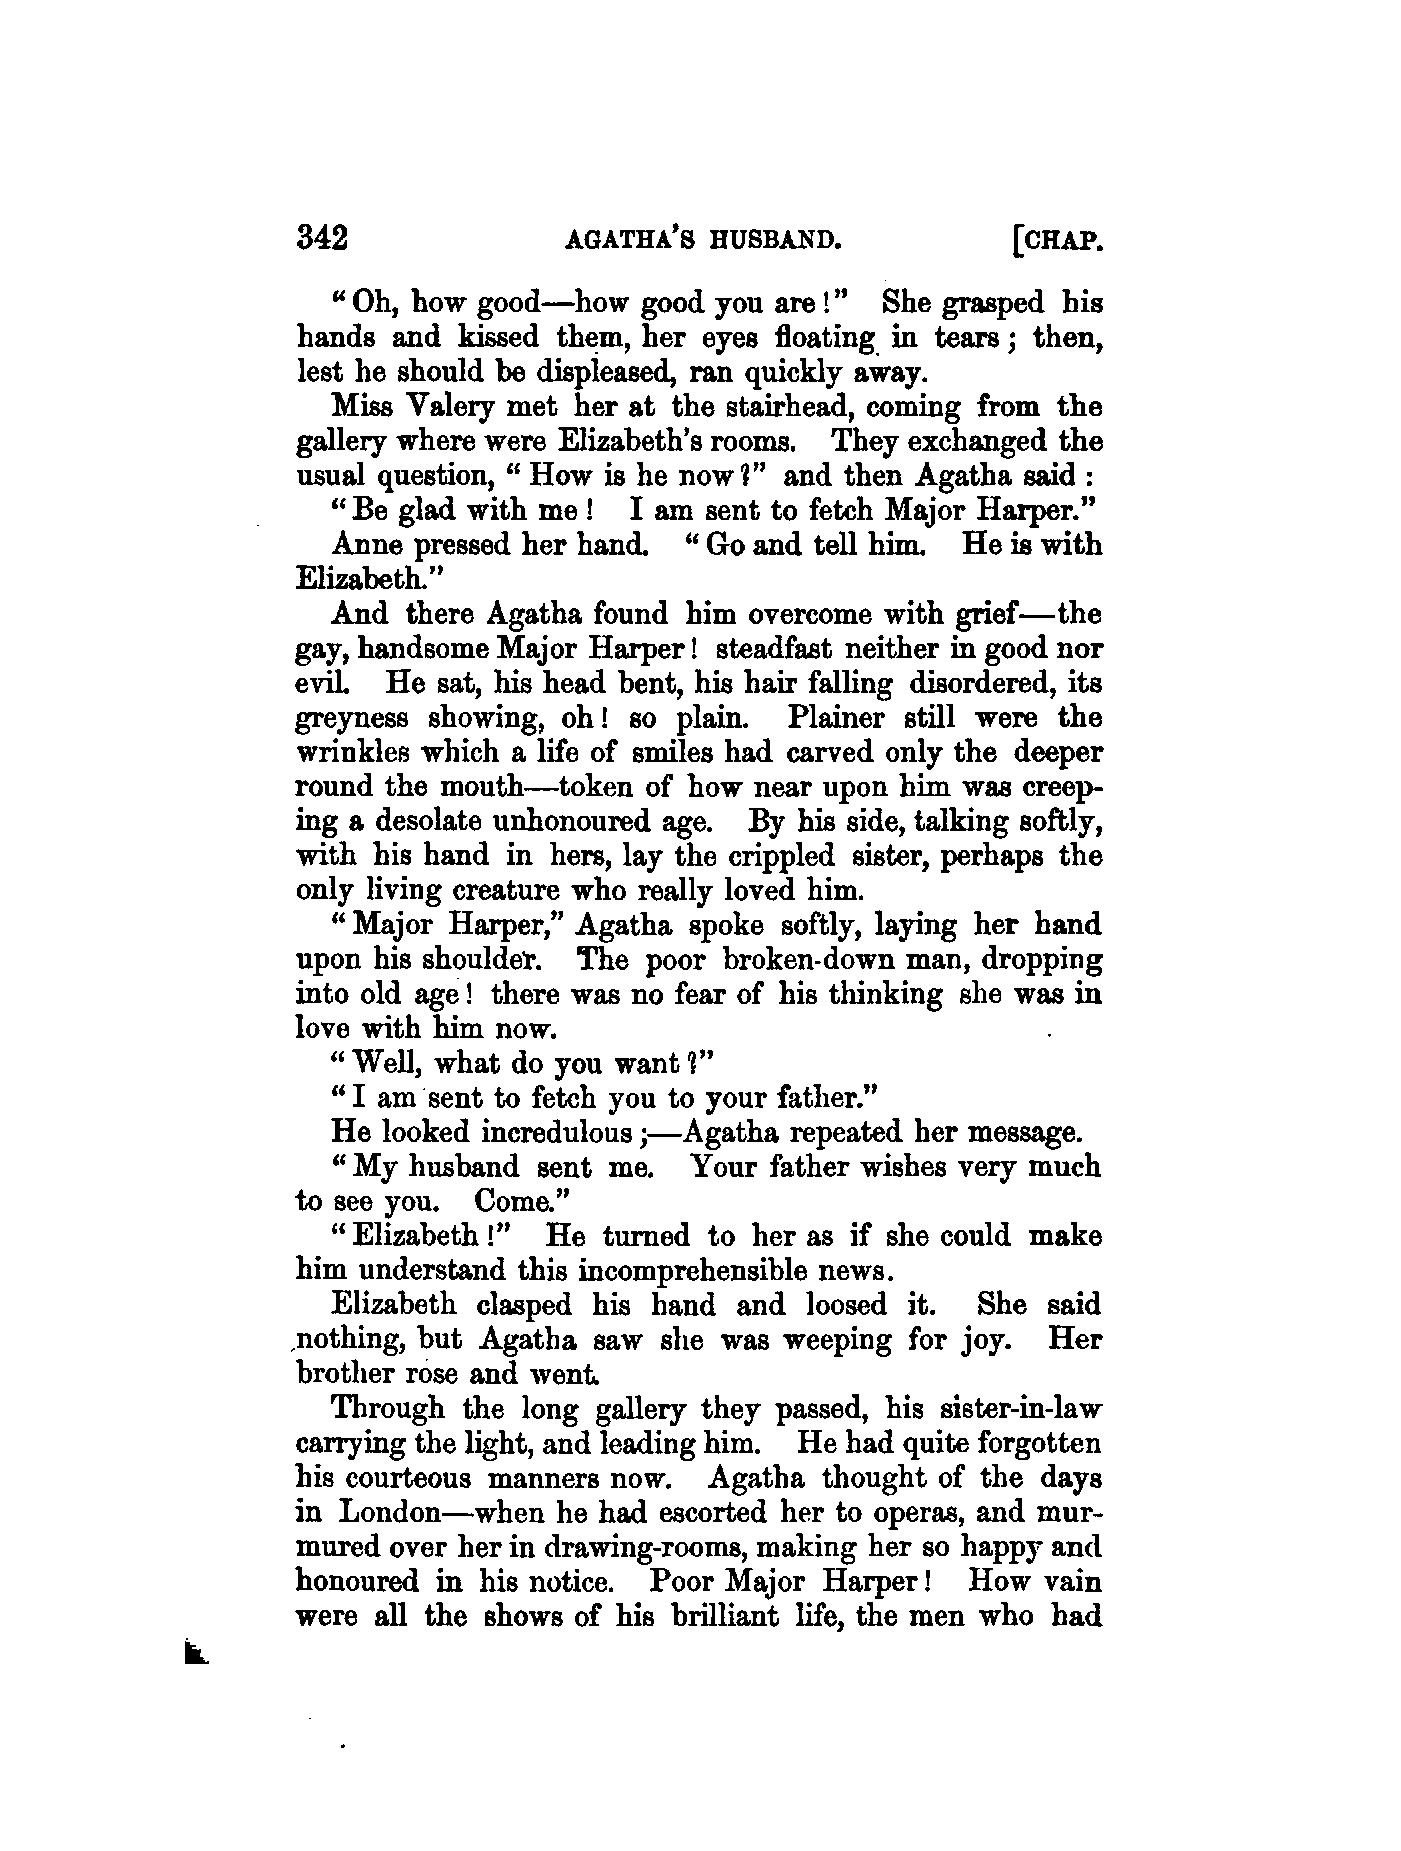 342 AGATHA'S HUSBAND. [CHAP.
"Oh, how good—how good you are!" She grasped his
hands and kissed them, her eyes floating in tears; then,
lest he should be displeased, ran quickly away.
Miss Valery met her at the stairhead, coming from the
gallery where were Elizabeth's rooms. They exchanged the
usual question, "How is he now?" and then Agatha said:
"Be glad with me! I am sent to fetch Major Harper."
Anne pressed her hand. "Go and tell him. He is with
Elizabeth."
And there Agatha found him overcome with grief—the
gay, handsome Major Harper! steadfast neither in good nor
evil. He sat, his head bent, his hair falling disordered, its
greyness showing, oh! so plain. Plainer still were the
wrinkles which a life of smiles had carved only the deeper
round the mouth—token of how near upon him was creep-
ing a desolate unhonoured age. By his side, talking softly,
with his hand in hers, lay the crippled sister, perhaps the
only living creature who really loved him.
"Major Harper," Agatha spoke softly, laying her hand
upon his shoulder. The poor broken-down man, dropping
into old age! there was no fear of his thinking she was in
love with him now.
"Well, what do you want?"
"I am sent to fetch you to your father."
He looked incredulous;—Agatha repeated her message.
"My husband sent me. Your father wishes very much
to see you. Come."
"Elizabeth!" He turned to her as if she could make
him understand this incomprehensible news.
Elizabeth clasped his hand and loosed it. She said
nothing, but Agatha saw she was weeping for joy. Her
brother rose and went.
Through the long gallery they passed, his sister-in-law
carrying the light, and leading him. He had quite forgotten
his courteous manners now. Agatha thought of the days
in London—when he had escorted her to operas, and mur-
mured over her in drawing-rooms, making her so happy and
honoured in his notice. Poor Major Harper! How vain
were all the shows of his brilliant life, the men who had